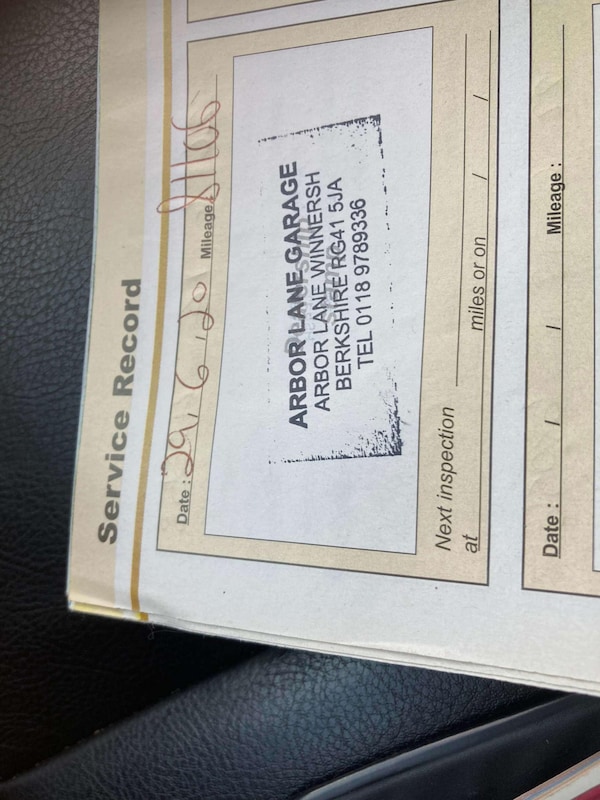 Service Record
Date : 29 / 6 / 20 Mileage: 81166
ARBOR LANE GARAGE
ARBOR LANE WINNERSH
BERKSHIRE RG41 5JA
TEL 0118 9789336
Next inspection
at miles or on / /
Date : / / Mileage :